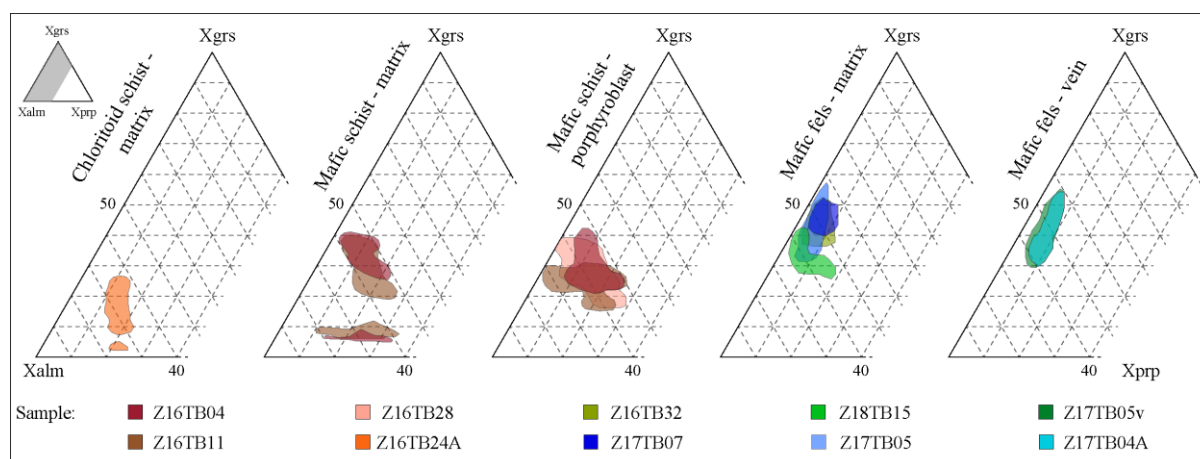 Xgrs
Xalm Xprp
Chloritoid schist -
matrix
Xgrs
50
Xalm
40
Mafic schist - matrix
Xgrs
50
40
Mafic schist -
porphyroblast
Xgrs
50
40
Mafic fels - matrix
Xgrs
50
40
Mafic fels - vein
Xgrs
50
40
Xprp
Sample: Z16TB04 Z16TB28 Z16TB32 Z18TB15 Z17TB05v
Z16TB11 Z16TB24A Z17TB07 Z17TB05 Z17TB04A